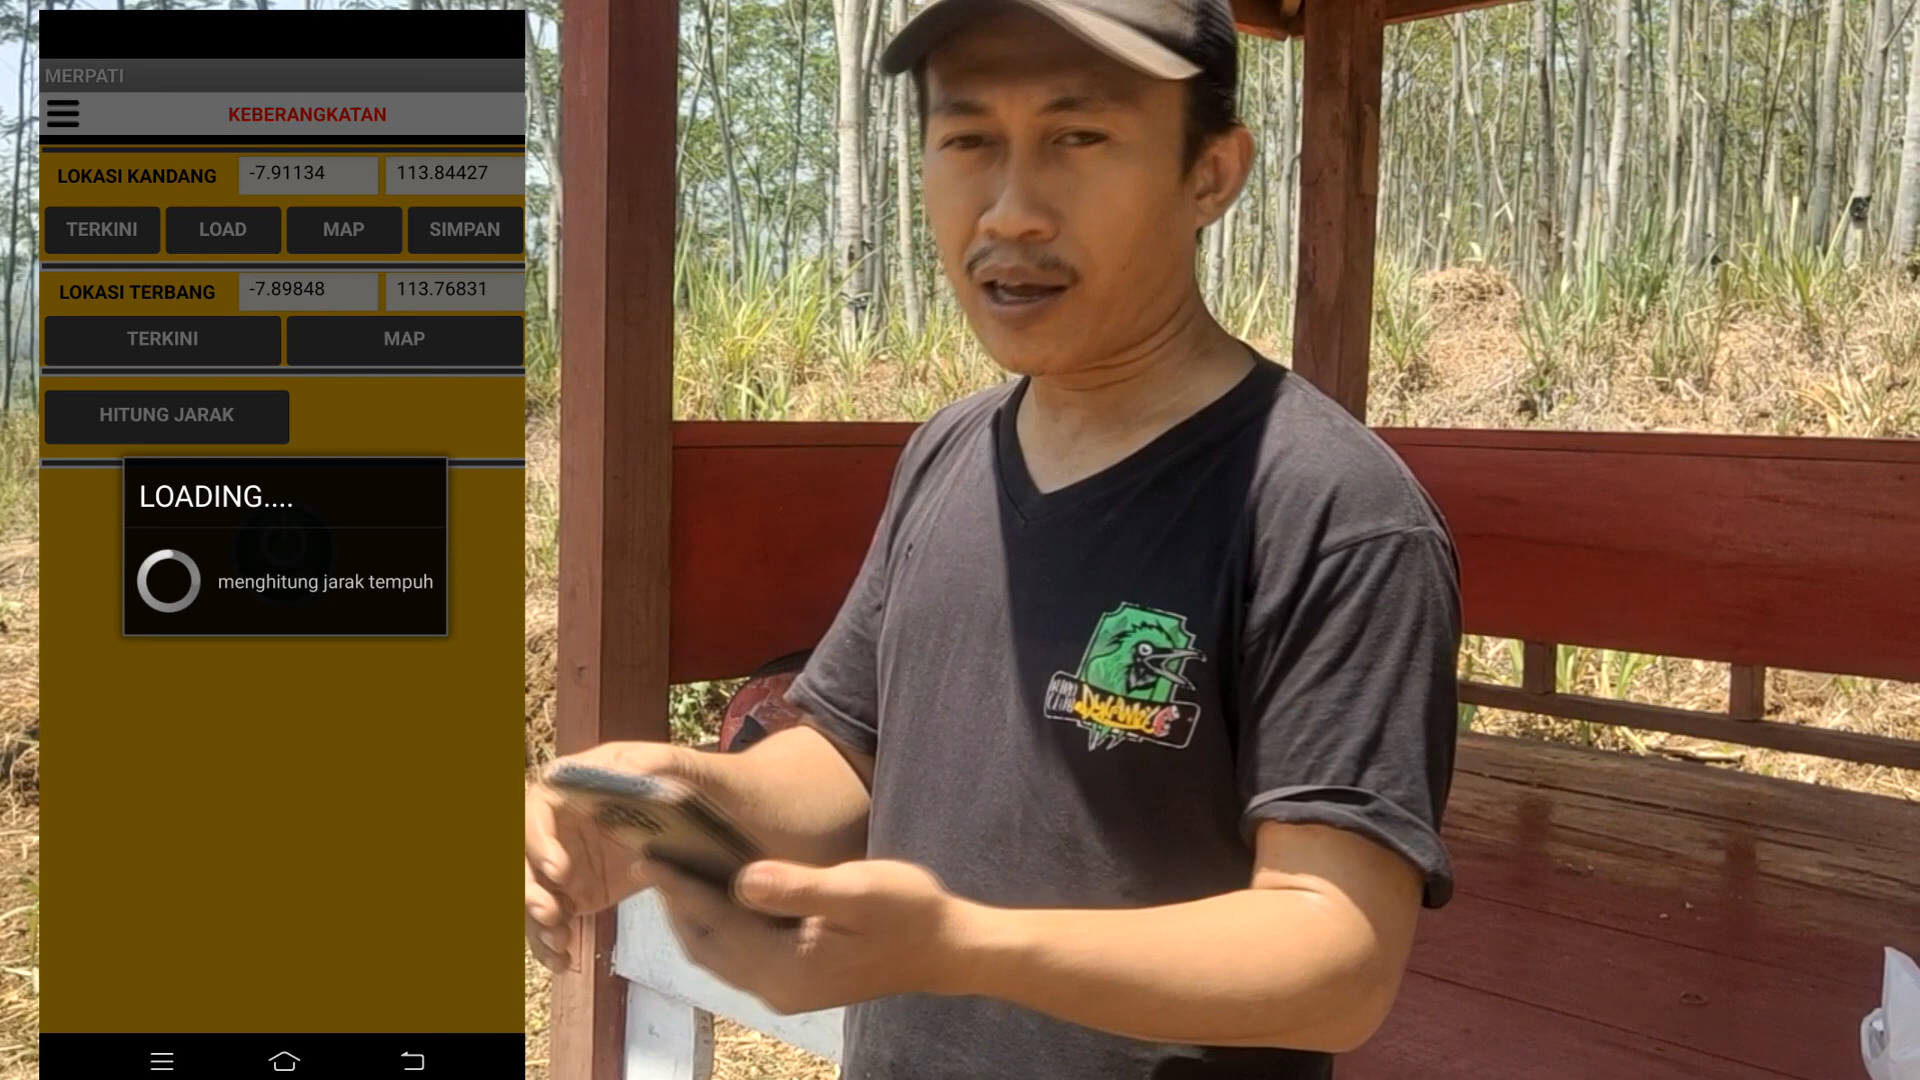 MERPATI
KEBERANGKATAN
LOKASI KANDANG -7.91134 113.84427
TERKINI LOAD MAP SIMPAN
LOKASI TERBANG -7.89848 113.76831
TERKINI MAP
HITUNG JARAK
LOADING....
menghitung jarak tempuh